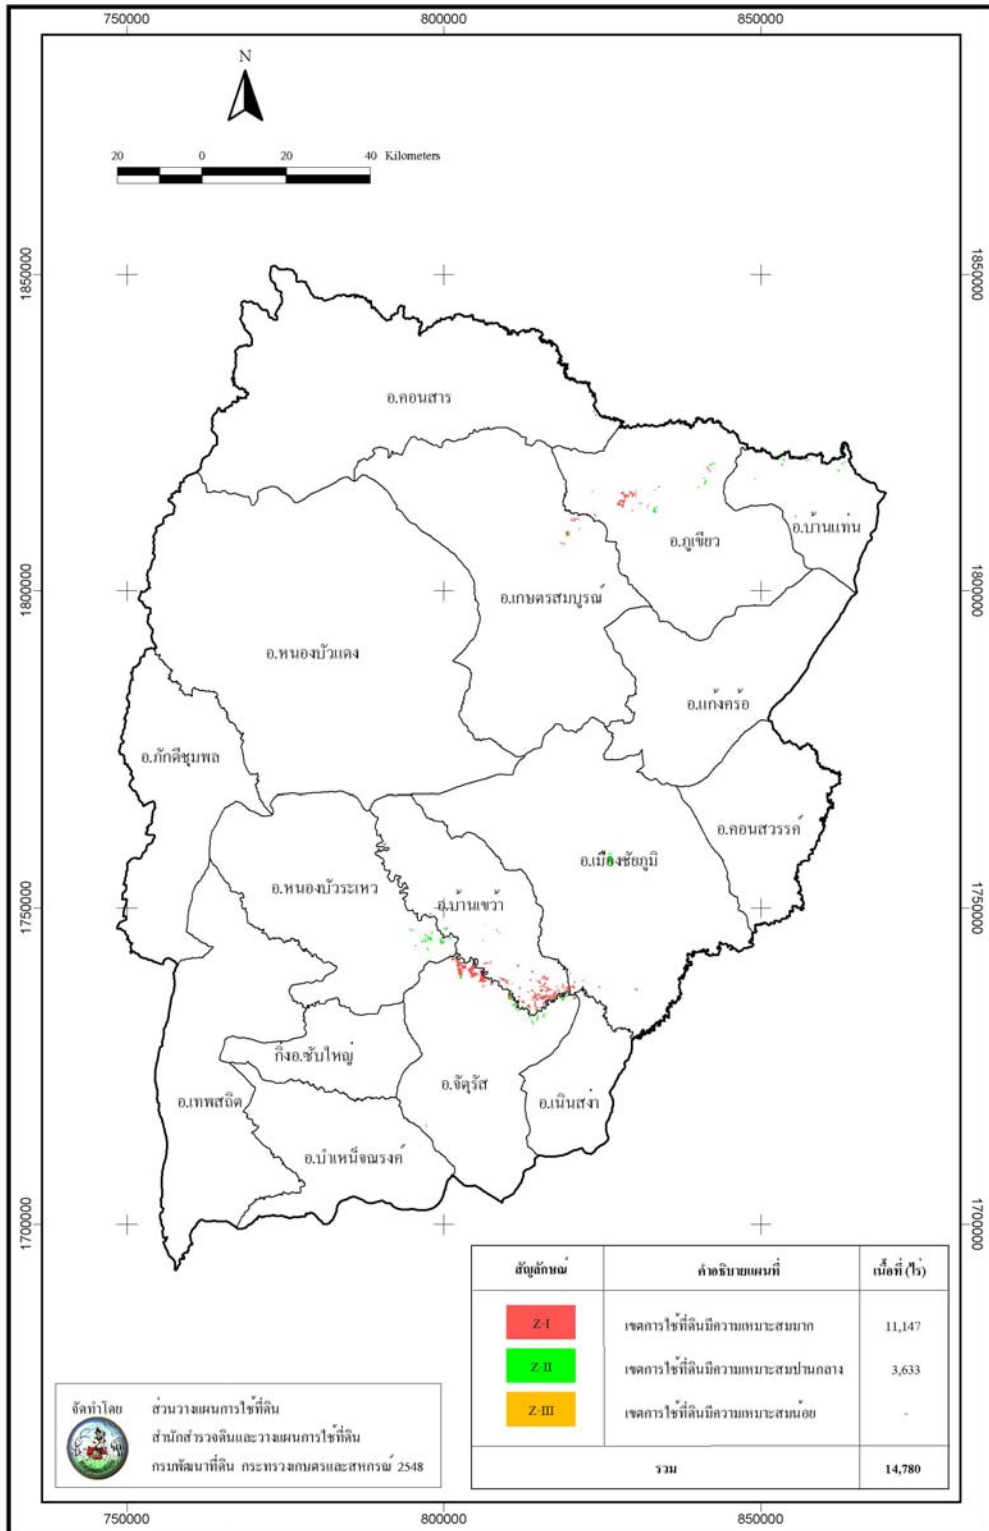 750000 800000 850000
N
20 0 20 40 Kilometers
1850000 1850000
อ.คอนสาร
อ.บ้านแท่น
อ.ภูเขียว
1800000 1800000
อ.เกษตรสมบูรณ์
อ.หนองบัวแดง
อ.แก้งคร้อ
อ.ภักดีชุมพล
อ.คอนสวรรค์
อ.เมืองชัยภูมิ
อ.หนองบัวระเหว
อ.บ้านเขว้า
1750000 1750000
กิ่งอ.ซับใหญ่
อ.จัตุรัส
อ.เทพสถิต
อ.เนินสง่า
อ.บำเหน็จณรงค์
1700000 1700000
สัญลักษณ์ คำอธิบายแผนที่ เนื้อที่ (ไร่)
Z-I เขตการใช้ที่ดินมีความเหมาะสมมาก 11,147
Z-II เขตการใช้ที่ดินมีความเหมาะสมปานกลาง 3,633
Z-III เขตการใช้ที่ดินมีความเหมาะสมน้อย -
รวม 14,780
จัดทำโดย ส่วนวางแผนการใช้ที่ดิน
สำนักสำรวจดินและวางแผนการใช้ที่ดิน
กรมพัฒนาที่ดิน กระทรวงเกษตรและสหกรณ์ 2548
750000 800000 850000